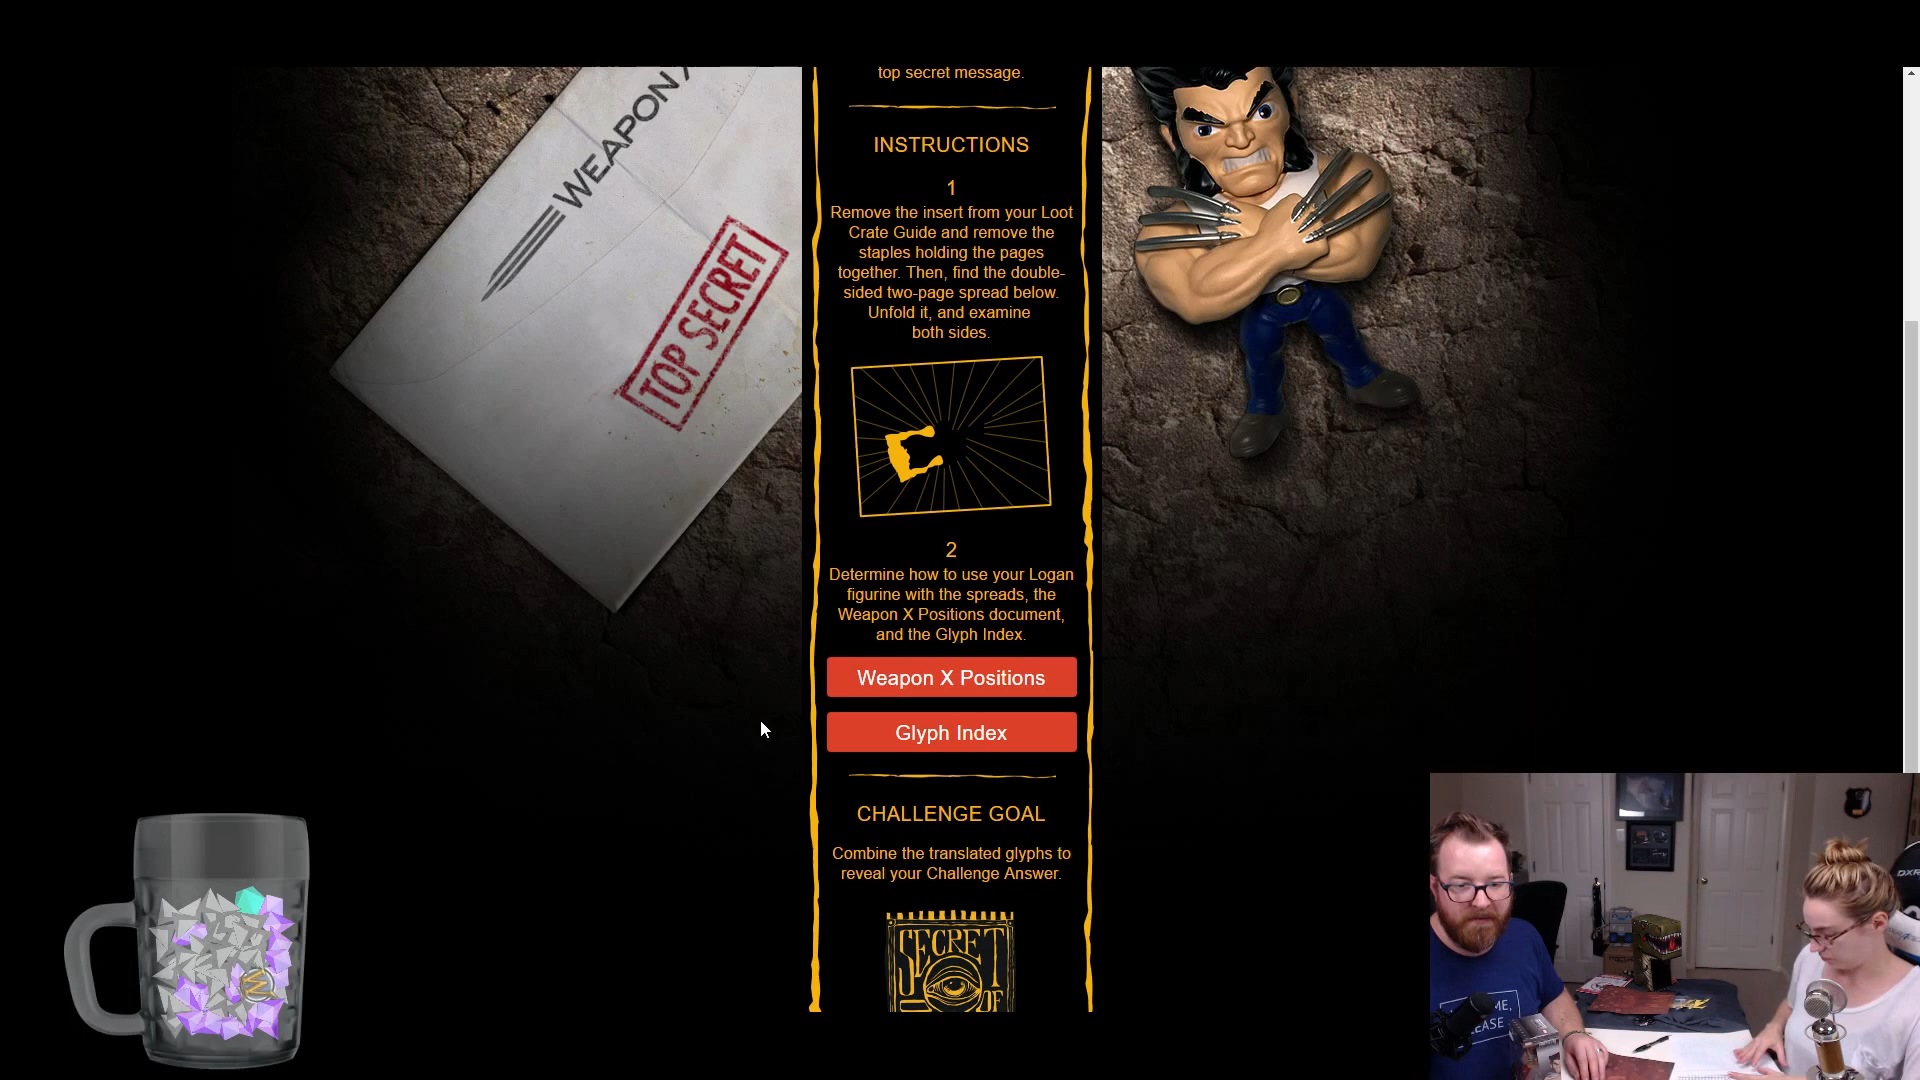 top secret message.
WEAPON X
TOP SECRET
INSTRUCTIONS
1
Remove the insert from your Loot
Crate Guide and remove the
staples holding the pages
together. Then, find the double-
sided two-page spread below.
Unfold it, and examine
both sides.
2
Determine how to use your Logan
figurine with the spreads, the
Weapon X Positions document,
and the Glyph Index.
Weapon X Positions
Glyph Index
CHALLENGE GOAL
Combine the translated glyphs to
reveal your Challenge Answer.
SECRET
OF
W
DXR
ME,